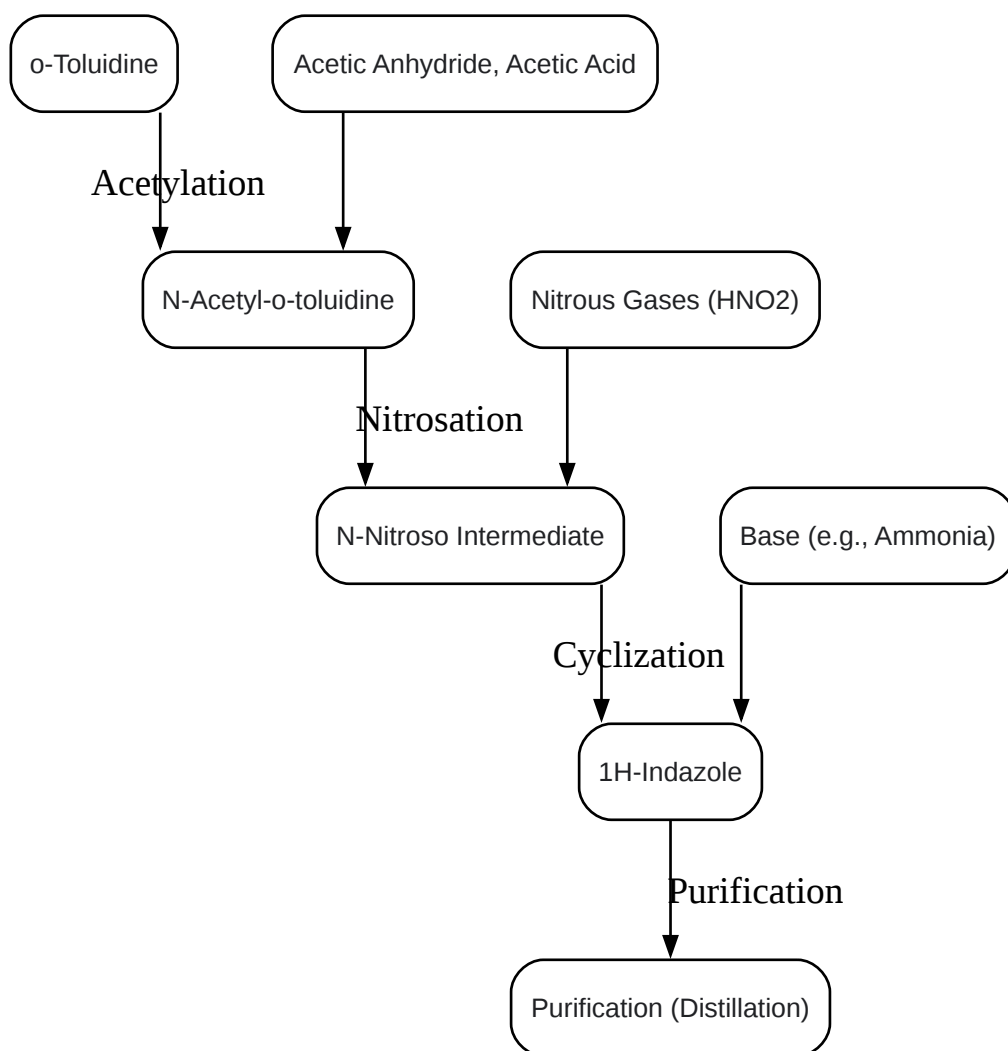 o-Toluidine
Acetic Anhydride, Acetic Acid
Acetylation
N-Acetyl-o-toluidine
Nitrous Gases (HNO2)
Nitrosation
N-Nitroso Intermediate
Base (e.g., Ammonia)
Cyclization
1H-Indazole
Purification
Purification (Distillation)